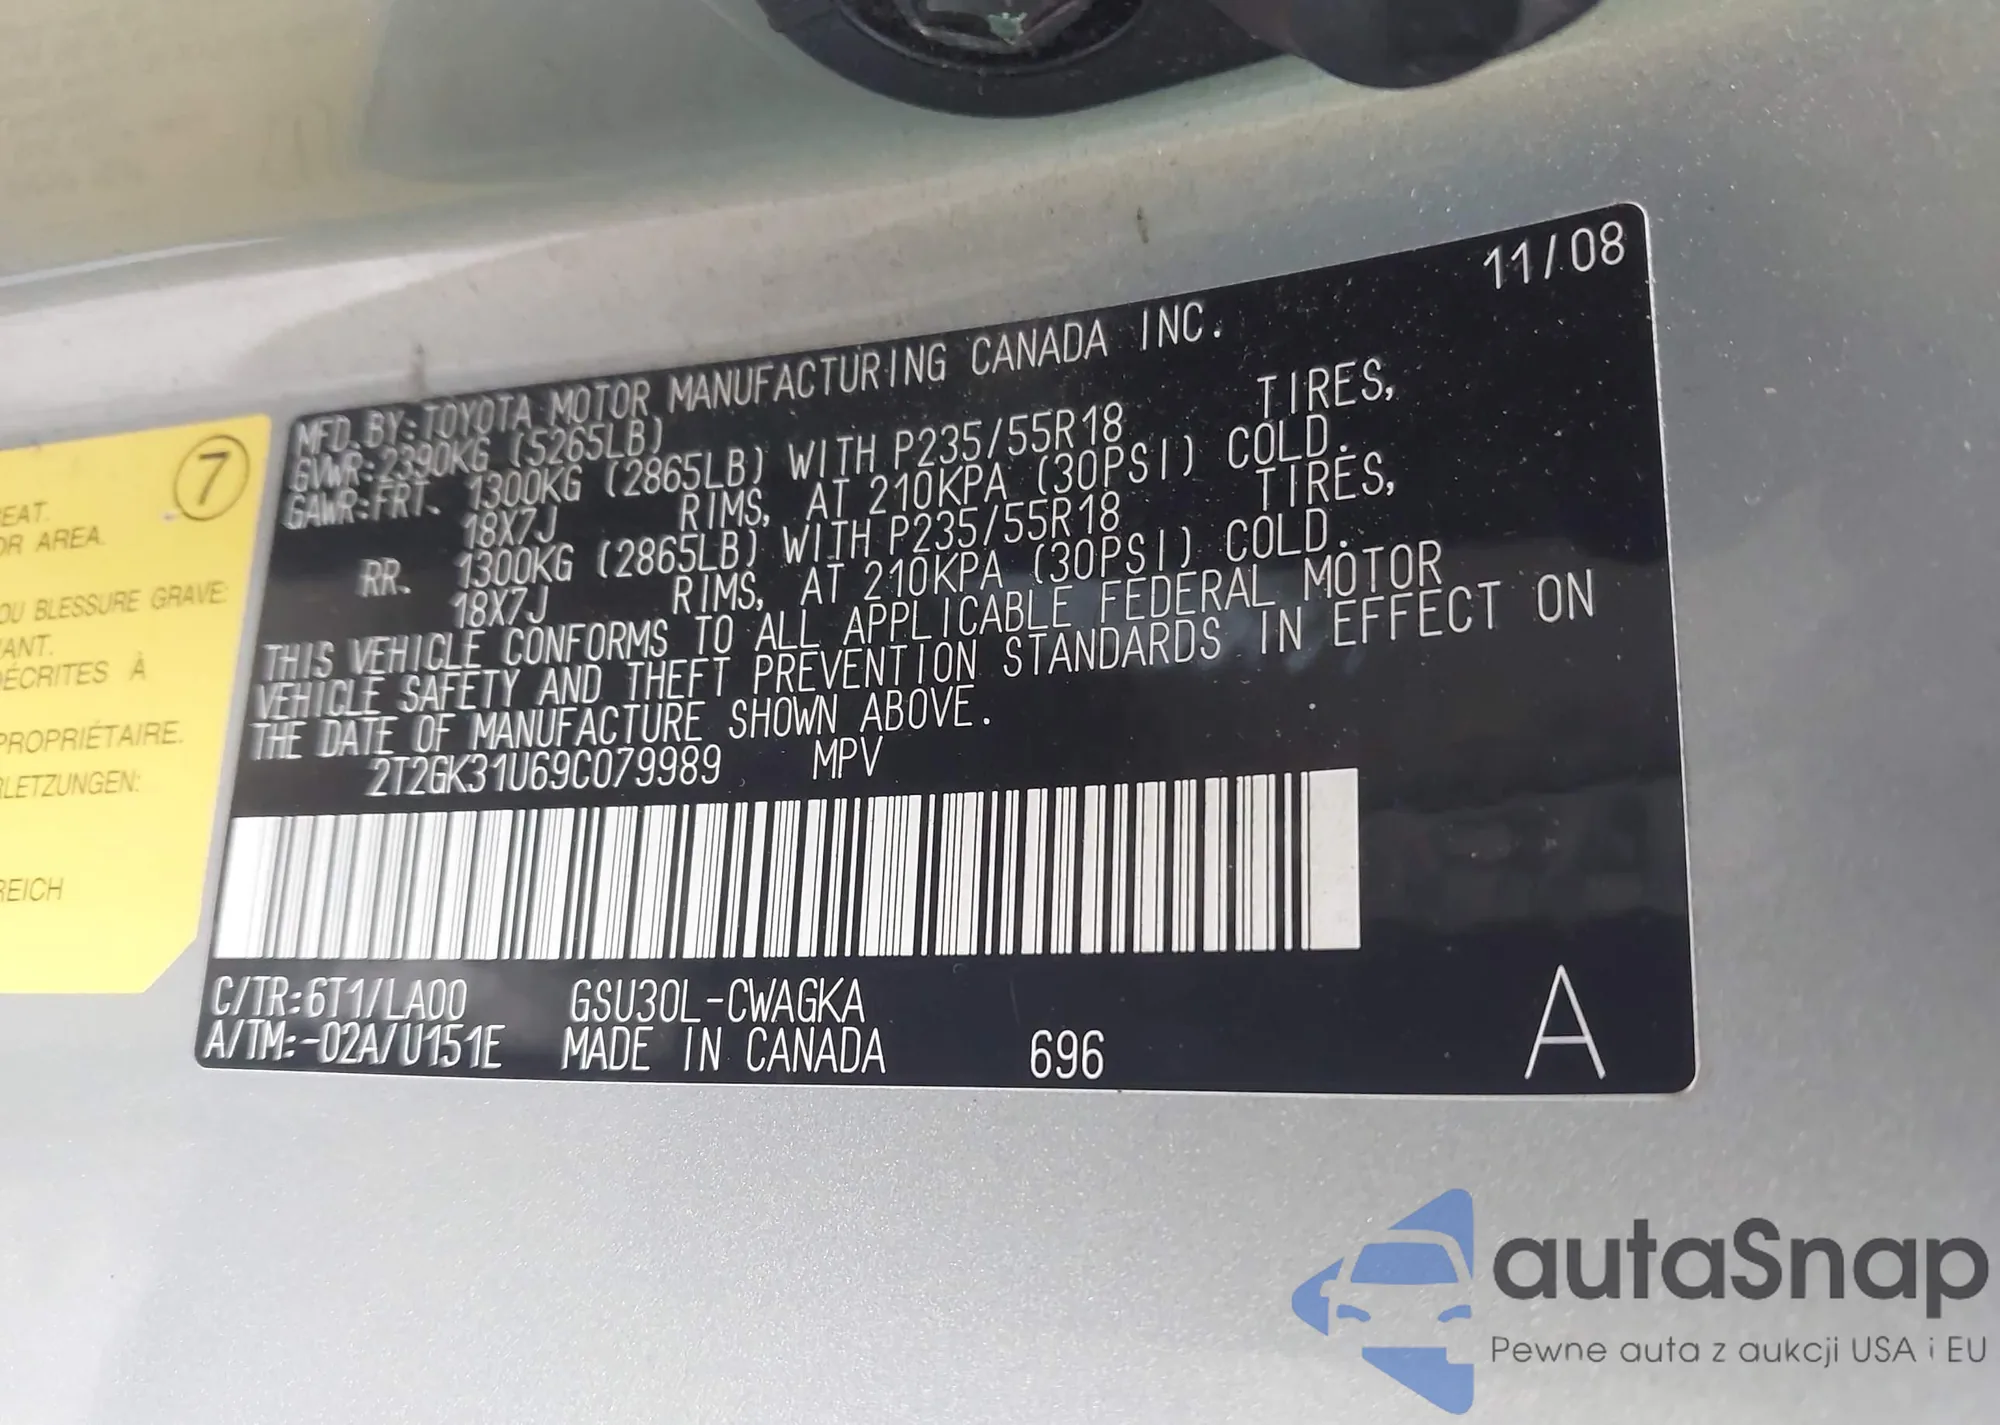 11/08
MFD. BY: TOYOTA MOTOR MANUFACTURING CANADA INC.
GVWR: 2390KG (5265LB)
GAWR: FRT. 1300KG (2865LB) WITH P235/55R18 TIRES,
18X7J RIMS, AT 210KPA (30PSI) COLD.
RR. 1300KG (2865LB) WITH P235/55R18 TIRES,
18X7J RIMS, AT 210KPA (30PSI) COLD.
THIS VEHICLE CONFORMS TO ALL APPLICABLE FEDERAL MOTOR
VEHICLE SAFETY AND THEFT PREVENTION STANDARDS IN EFFECT ON
THE DATE OF MANUFACTURE SHOWN ABOVE.
2T2GK31U69C079989 MPV
C/TR: 6T1/LA00 GSU30L-CWAGKA
A/TM: -02A/U151E MADE IN CANADA 696 A
7
EAT.
OR AREA.
OU BLESSURE GRAVE:
ANT.
ÉCRITES À
PROPRIÉTAIRE.
RLETZUNGEN:
REICH
autaSnap
Pewne auta z aukcji USA i EU